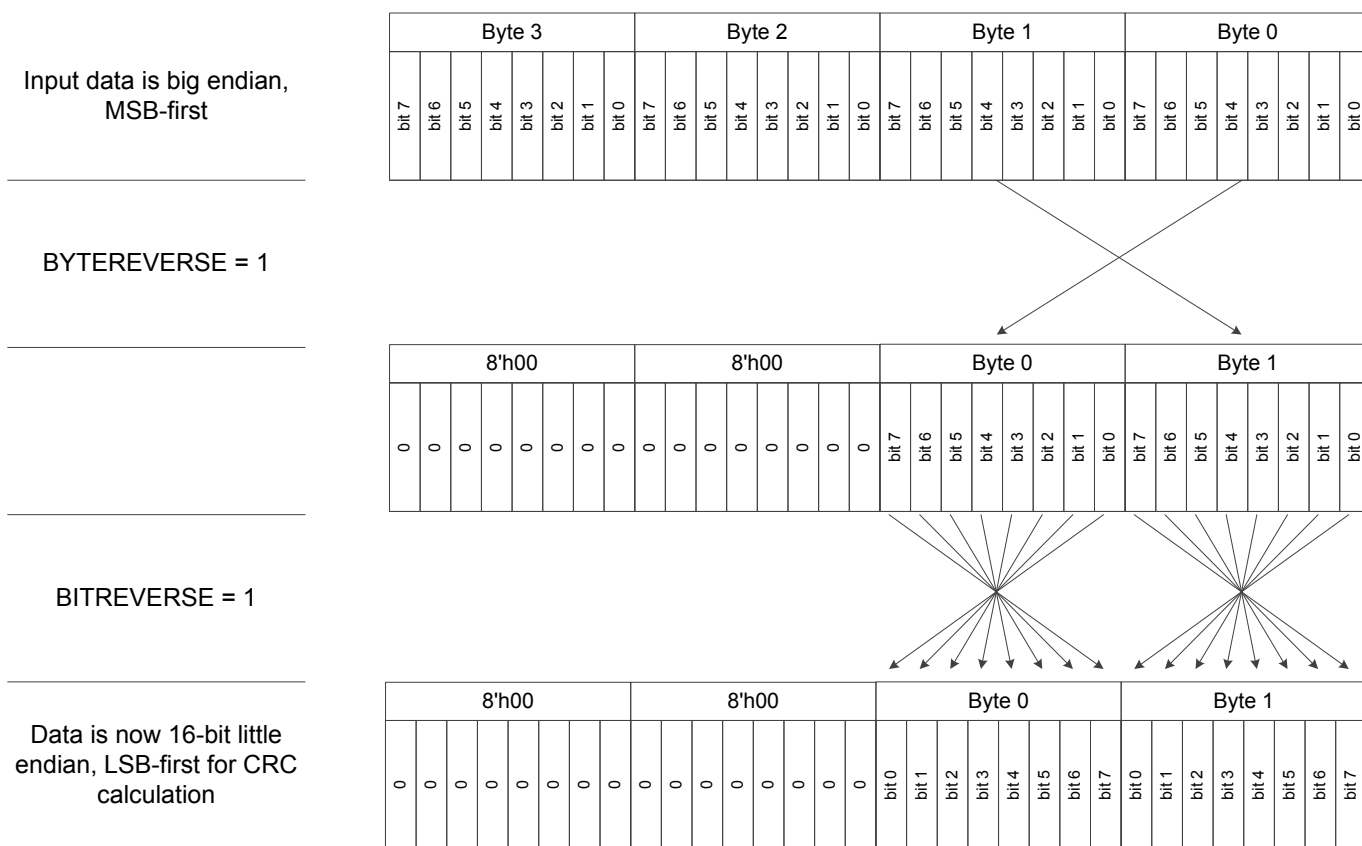 Byte 3 Byte 2 Byte 1 Byte 0
Input data is big endian,
MSB-first
bit 7 bit 6 bit 5 bit 4 bit 3 bit 2 bit 1 bit 0 bit 7 bit 6 bit 5 bit 4 bit 3 bit 2 bit 1 bit 0 bit 7 bit 6 bit 5 bit 4 bit 3 bit 2 bit 1 bit 0 bit 7 bit 6 bit 5 bit 4 bit 3 bit 2 bit 1 bit 0
BYTEREVERSE = 1
8'h00 8'h00 Byte 0 Byte 1
0 0 0 0 0 0 0 0 0 0 0 0 0 0 0 0 bit 7 bit 6 bit 5 bit 4 bit 3 bit 2 bit 1 bit 0 bit 7 bit 6 bit 5 bit 4 bit 3 bit 2 bit 1 bit 0
BITREVERSE = 1
8'h00 8'h00 Byte 0 Byte 1
Data is now 16-bit little
endian, LSB-first for CRC
calculation
0 0 0 0 0 0 0 0 0 0 0 0 0 0 0 0 bit 0 bit 1 bit 2 bit 3 bit 4 bit 5 bit 6 bit 7 bit 0 bit 1 bit 2 bit 3 bit 4 bit 5 bit 6 bit 7